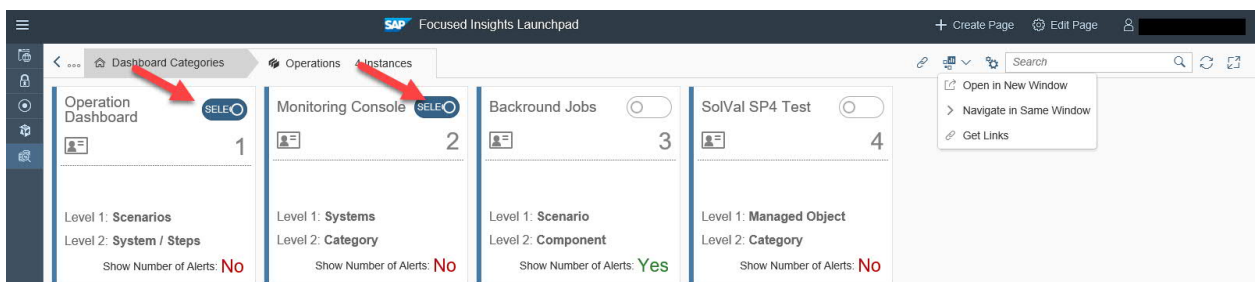 SAP Focused Insights Launchpad
+ Create Page Edit Page
Dashboard Categories
Operations 4 Instances
Search
Open in New Window
Navigate in Same Window
Get Links
Operation
Dashboard
SELE
1
Level 1: Scenarios
Level 2: System / Steps
Show Number of Alerts: No
Monitoring Console
SELE
2
Level 1: Systems
Level 2: Category
Show Number of Alerts: No
Backround Jobs
3
Level 1: Scenario
Level 2: Component
Show Number of Alerts: Yes
SolVal SP4 Test
4
Level 1: Managed Object
Level 2: Category
Show Number of Alerts: No